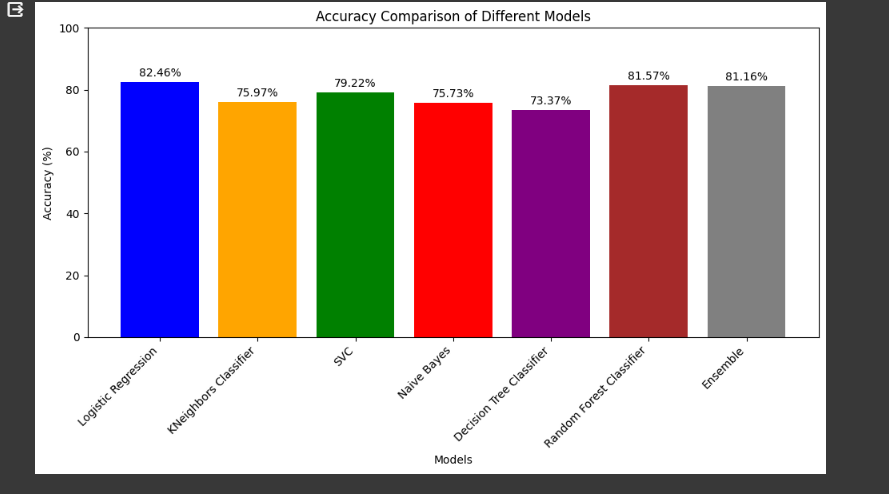 Accuracy Comparison of Different Models
100
80
60
40
20
0
Accuracy (%)
82.46%
75.97%
79.22%
75.73%
73.37%
81.57%
81.16%
Logistic Regression
KNeighbors Classifier
SVC
Naive Bayes
Decision Tree Classifier
Random Forest Classifier
Ensemble
Models